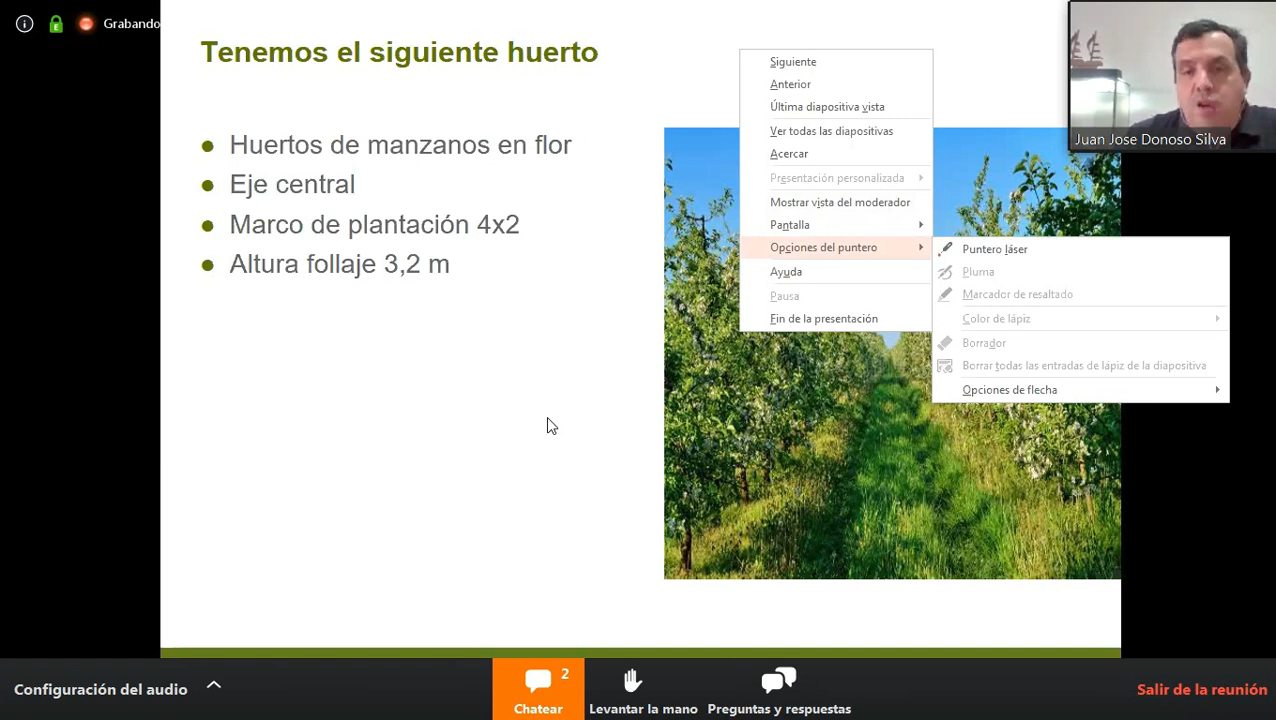 Grabando
Tenemos el siguiente huerto
Huertos de manzanos en flor
Eje central
Marco de plantación 4x2
Altura follaje 3,2 m
Siguiente
Anterior
Última diapositiva vista
Ver todas las diapositivas
Acercar
Presentación personalizada
Mostrar vista del moderador
Pantalla
Opciones del puntero
Ayuda
Pausa
Fin de la presentación
Puntero láser
Pluma
Marcador de resaltado
Color de lápiz
Borrador
Borrar todas las entradas de lápiz de la diapositiva
Opciones de flecha
Juan Jose Donoso Silva
Configuración del audio
2
Chatear
Levantar la mano
Preguntas y respuestas
Salir de la reunión